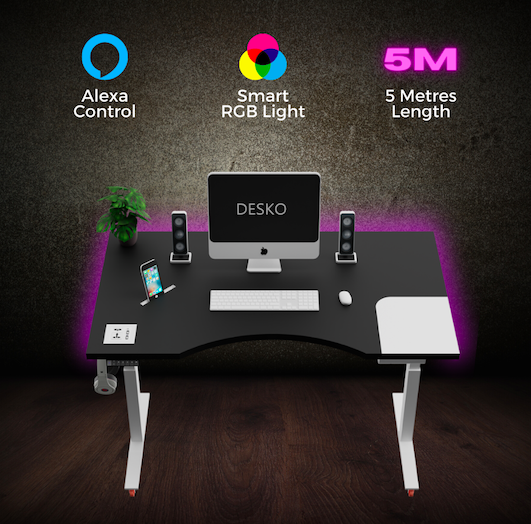 5M
Alexa
Control
Smart
RGB Light
5 Metres
Length
DESKO